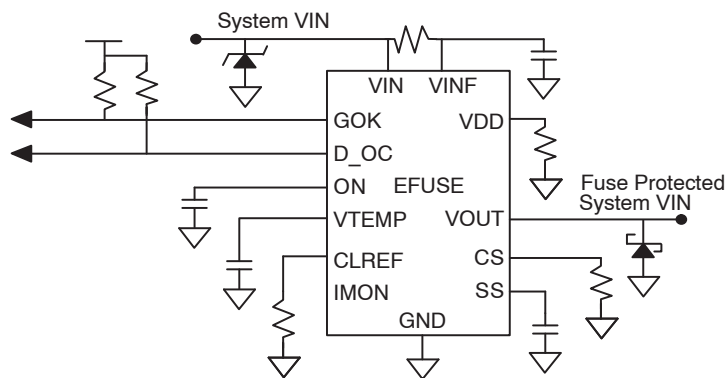 System VIN
VIN VINF
GOK VDD
D_OC
ON EFUSE Fuse Protected
System VIN
VTEMP VOUT
CLREF CS
IMON SS
GND